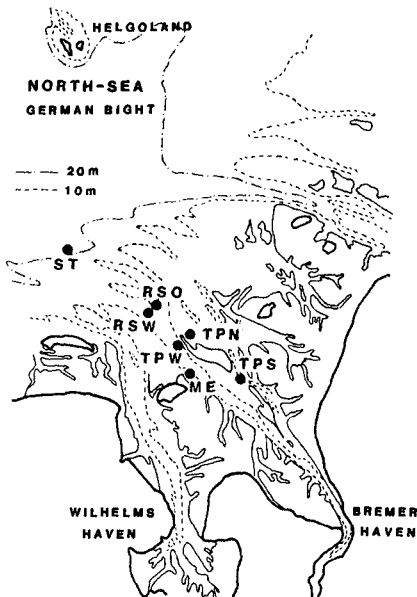 HELGOLAND
NORTH-SEA
GERMAN BIGHT
20m
10m
ST
RSO
RSW
TPN
TPW
TPS
ME
WILHELMS
HAVEN
BREMER
HAVEN